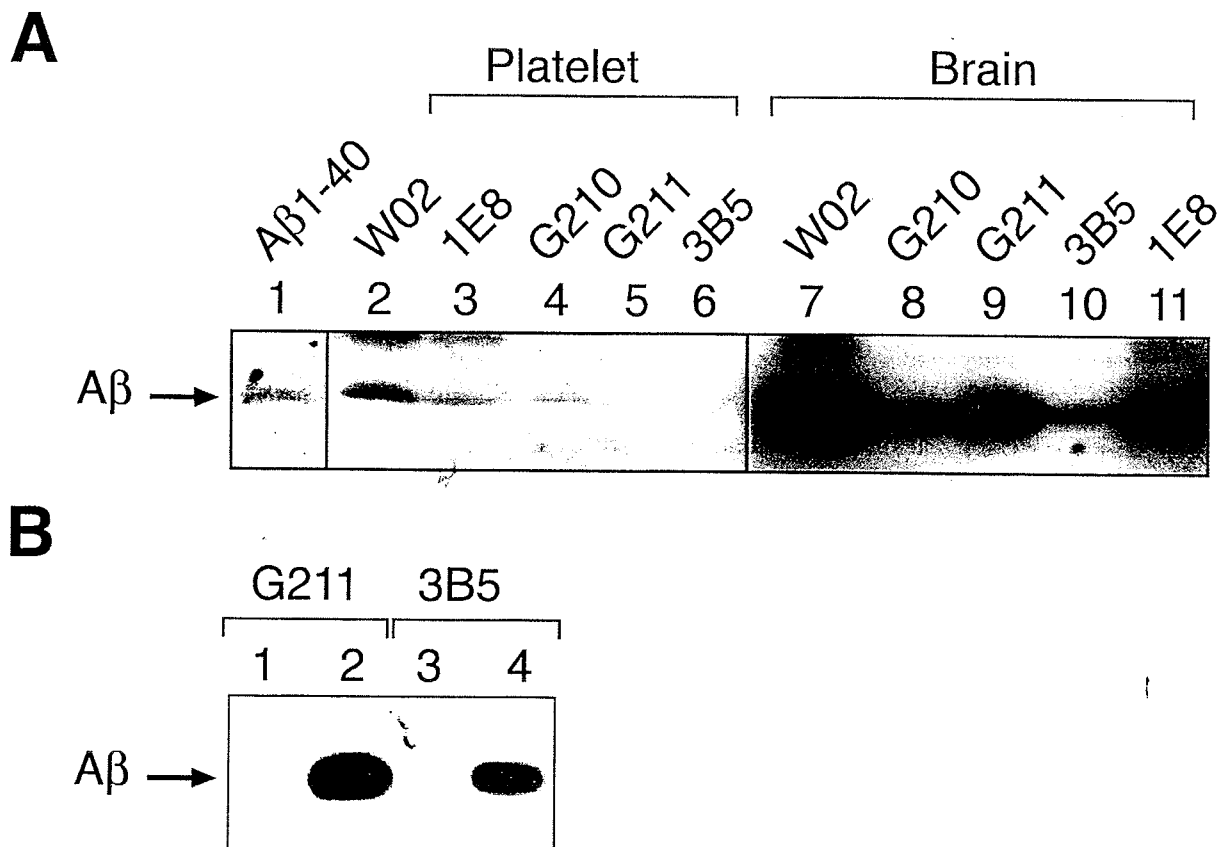 A
Platelet Brain
Aβ1-40 W02 1E8 G210 G211 3B5 W02 G210 G211 3B5 1E8
1 2 3 4 5 6 7 8 9 10 11
Aβ
B
G211 3B5
1 2 3 4
Aβ